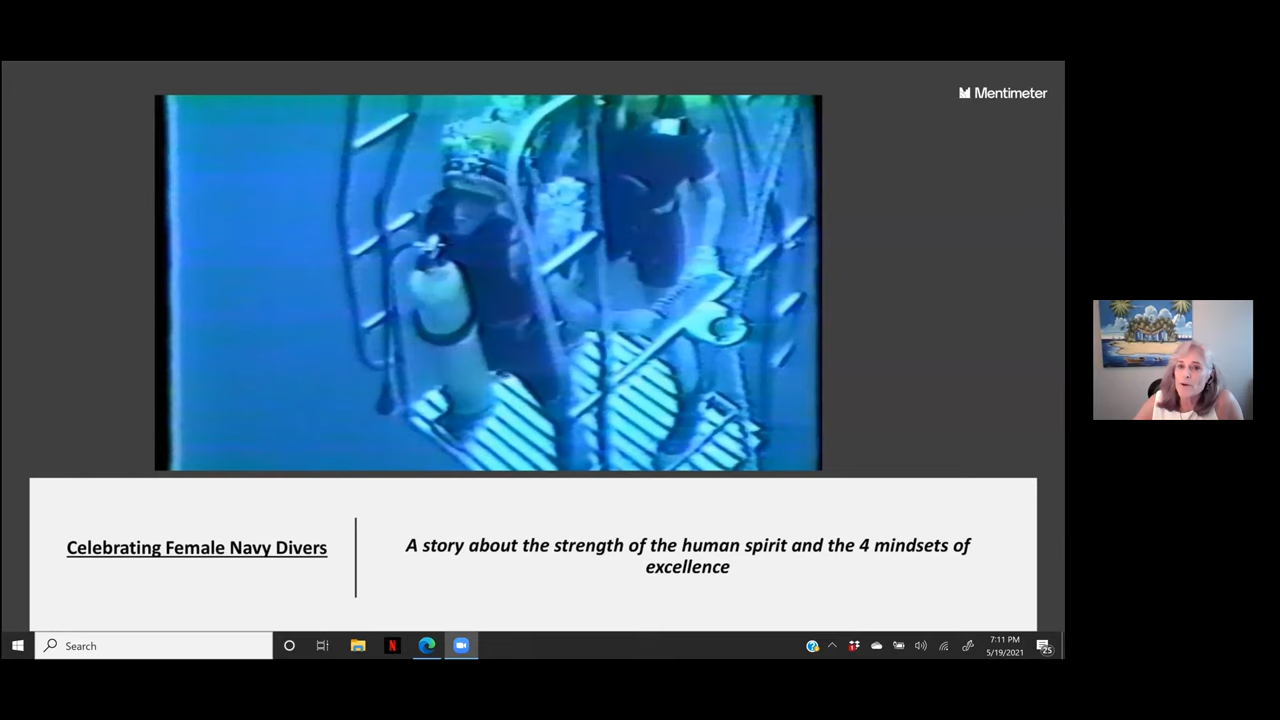 Mentimeter
Celebrating Female Navy Divers
A story about the strength of the human spirit and the 4 mindsets of
excellence
Search
7:11 PM
5/19/2021
25